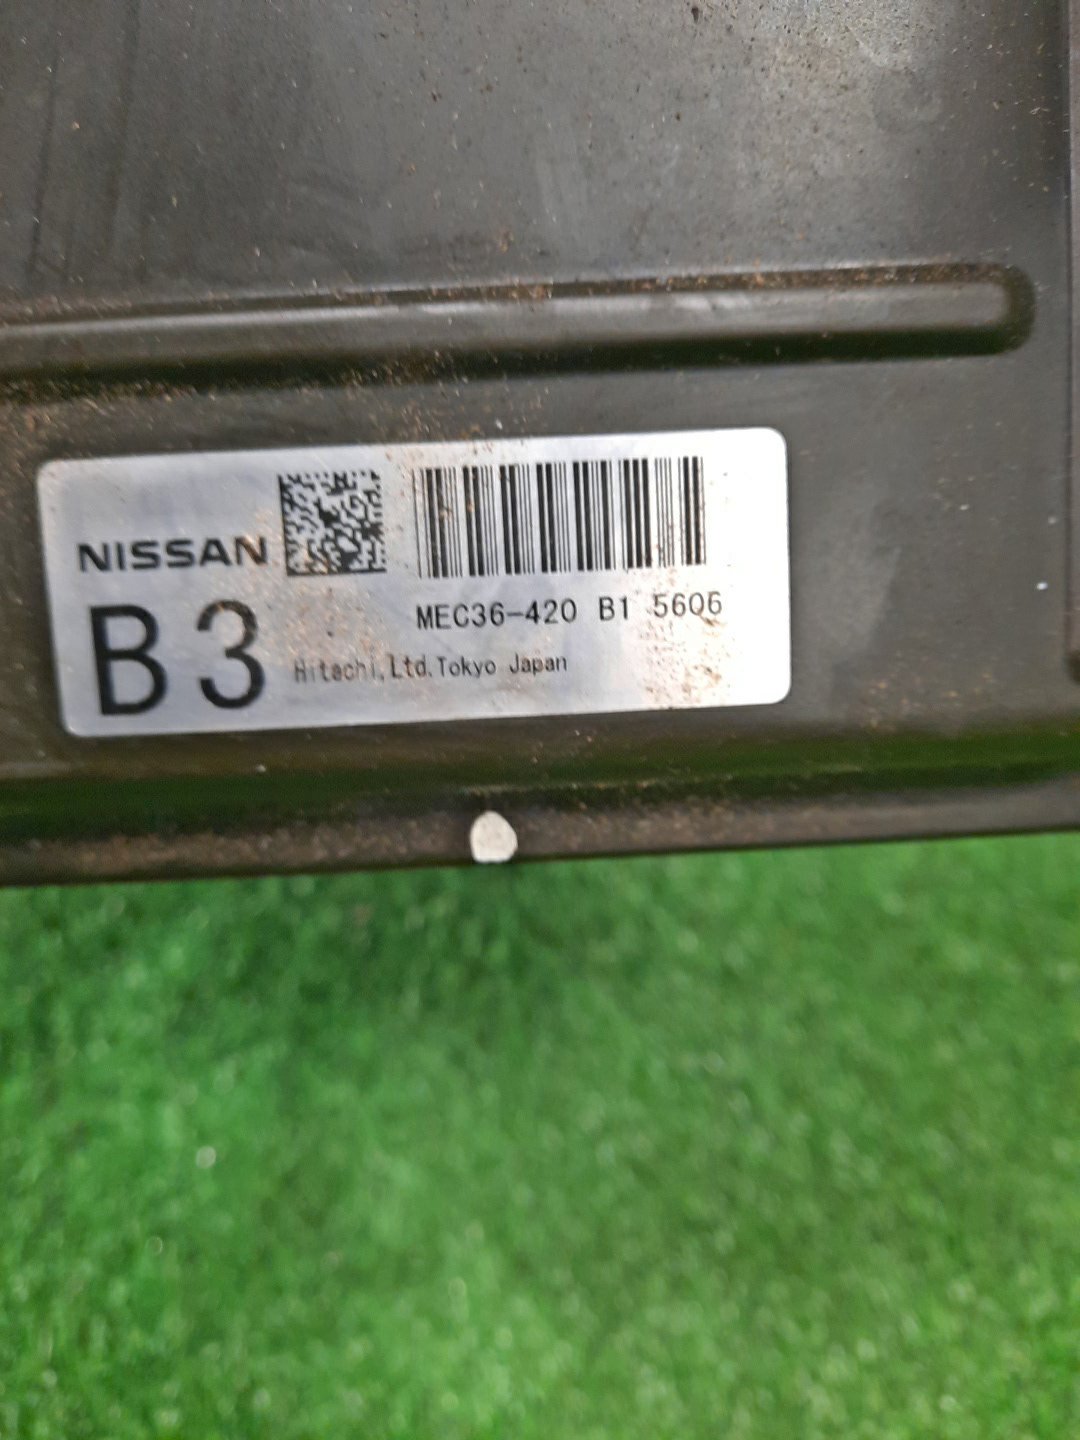 NISSAN
MEC36-420 B1 5606
B3
Hitachi,Ltd.Tokyo Japan